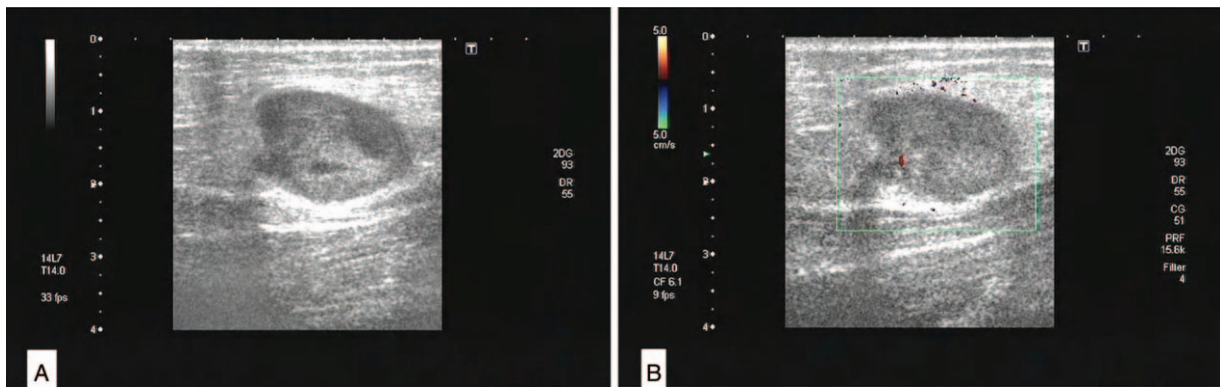 0
T
1
2DG
93
DR
55
2
3
14L7
T14.0
33 fps
4
A
5.0
0
T
1
5.0
cm/s
2DG
93
DR
55
2
CG
51
PRF
15.6k
Filter
4
3
14L7
T14.0
CF 6.1
9 fps
4
B